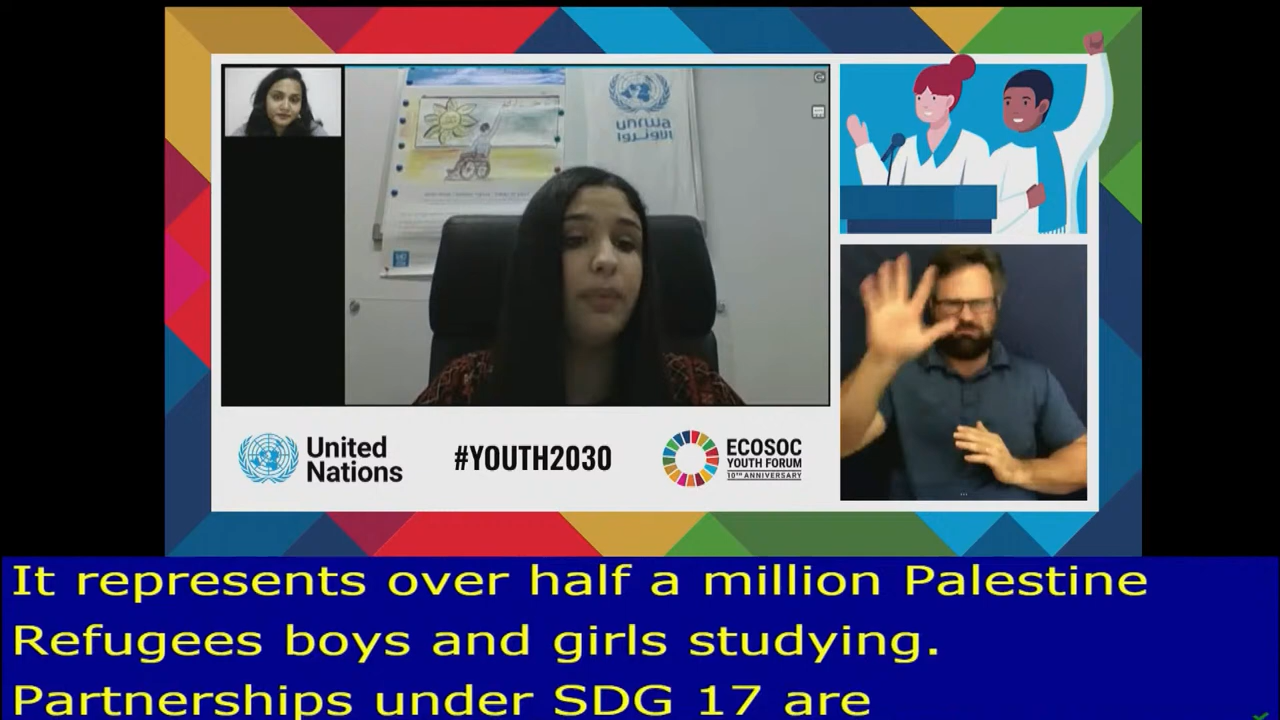 unrwa
الاونروا
United
Nations
#YOUTH2030
ECOSOC
YOUTH FORUM
10TH ANNIVERSARY
It represents over half a million Palestine
Refugees boys and girls studying.
Partnerships under SDG 17 are